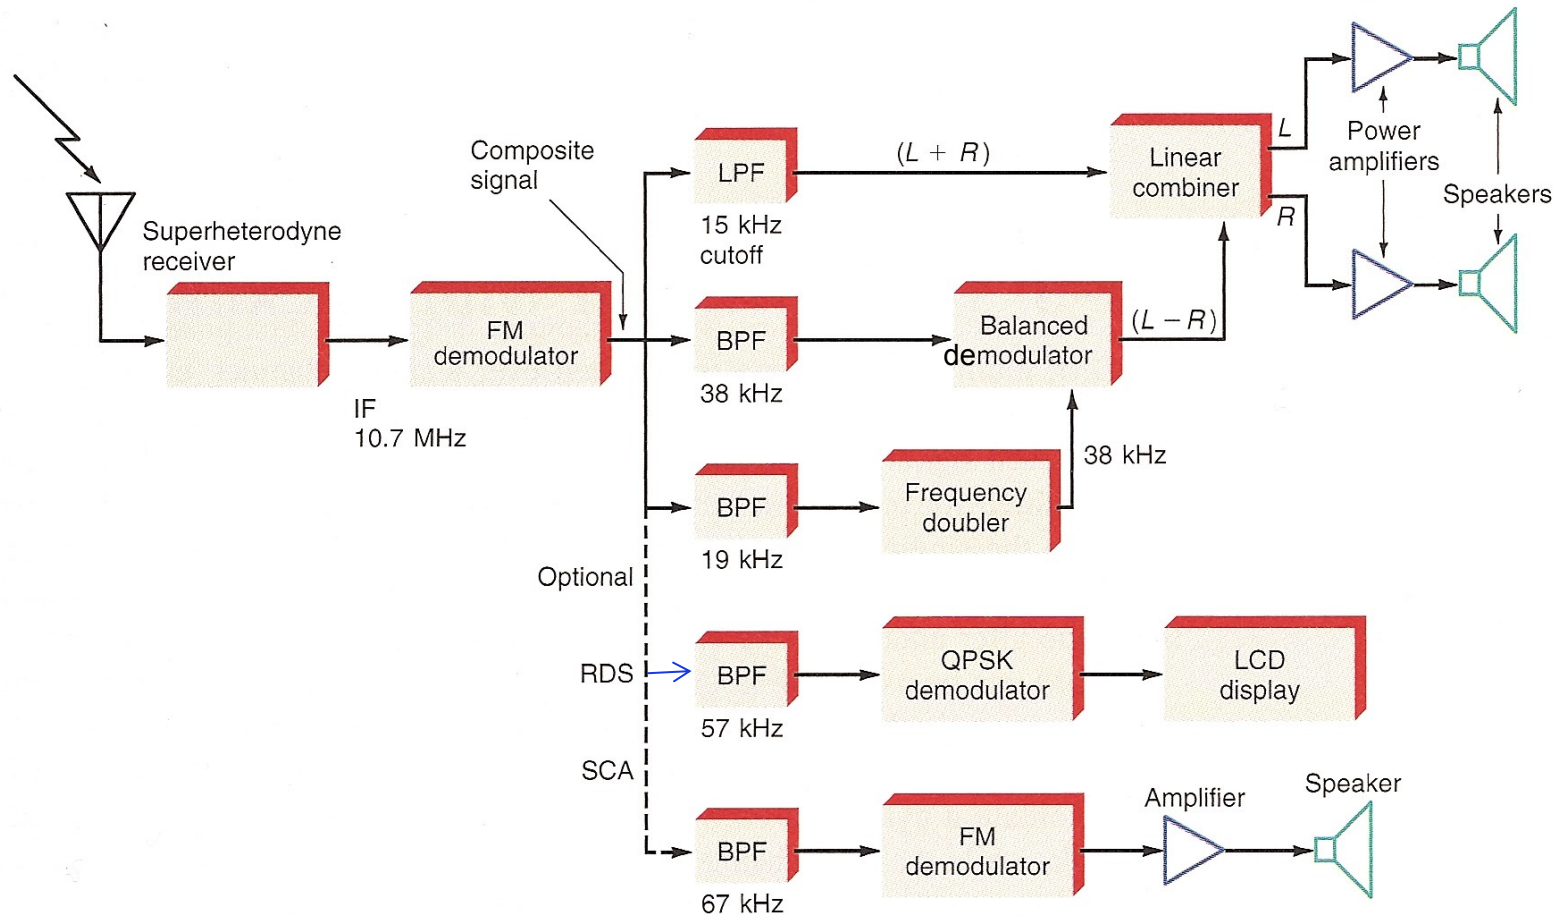 Composite
signal
Superheterodyne
receiver
FM
demodulator
IF
10.7 MHz
LPF
15 kHz
cutoff
(L + R)
Linear
combiner
L
R
Power
amplifiers
Speakers
BPF
38 kHz
Balanced
demodulator
(L − R)
BPF
19 kHz
Frequency
doubler
38 kHz
Optional
RDS
BPF
57 kHz
QPSK
demodulator
LCD
display
SCA
BPF
67 kHz
FM
demodulator
Amplifier
Speaker